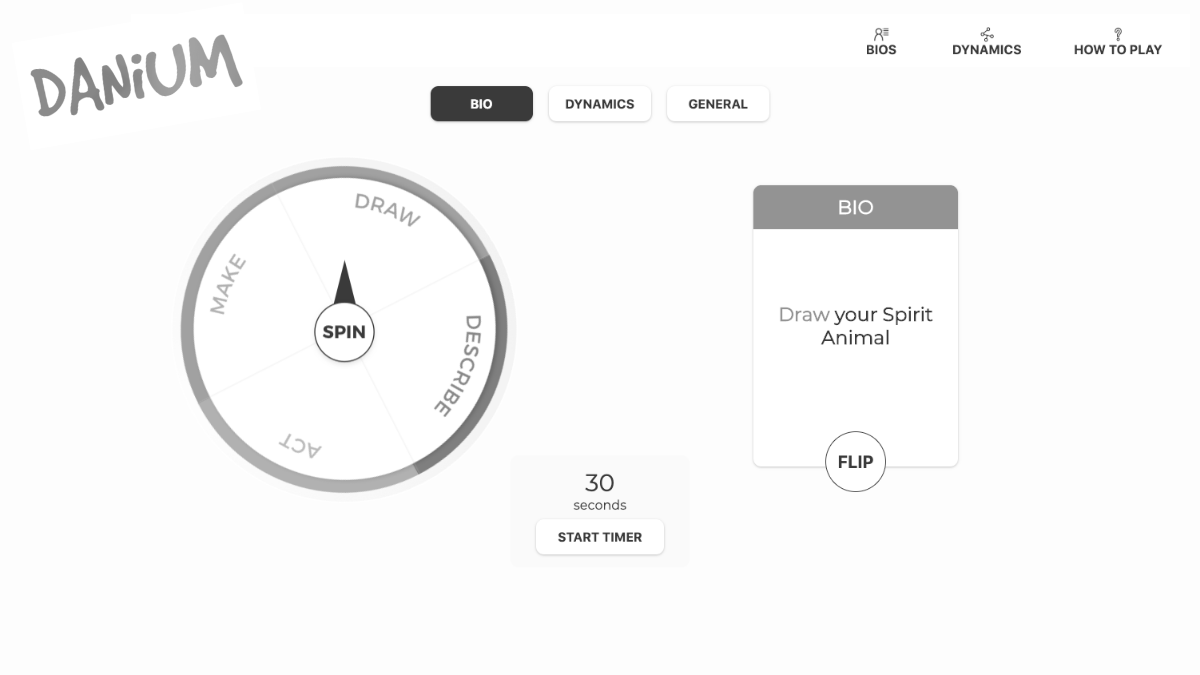 DANiUM
BIOS
DYNAMICS
HOW TO PLAY
BIO
DYNAMICS
GENERAL
DRAW
MAKE
DESCRIBE
ACT
SPIN
BIO
Draw your Spirit
Animal
FLIP
30
seconds
START TIMER